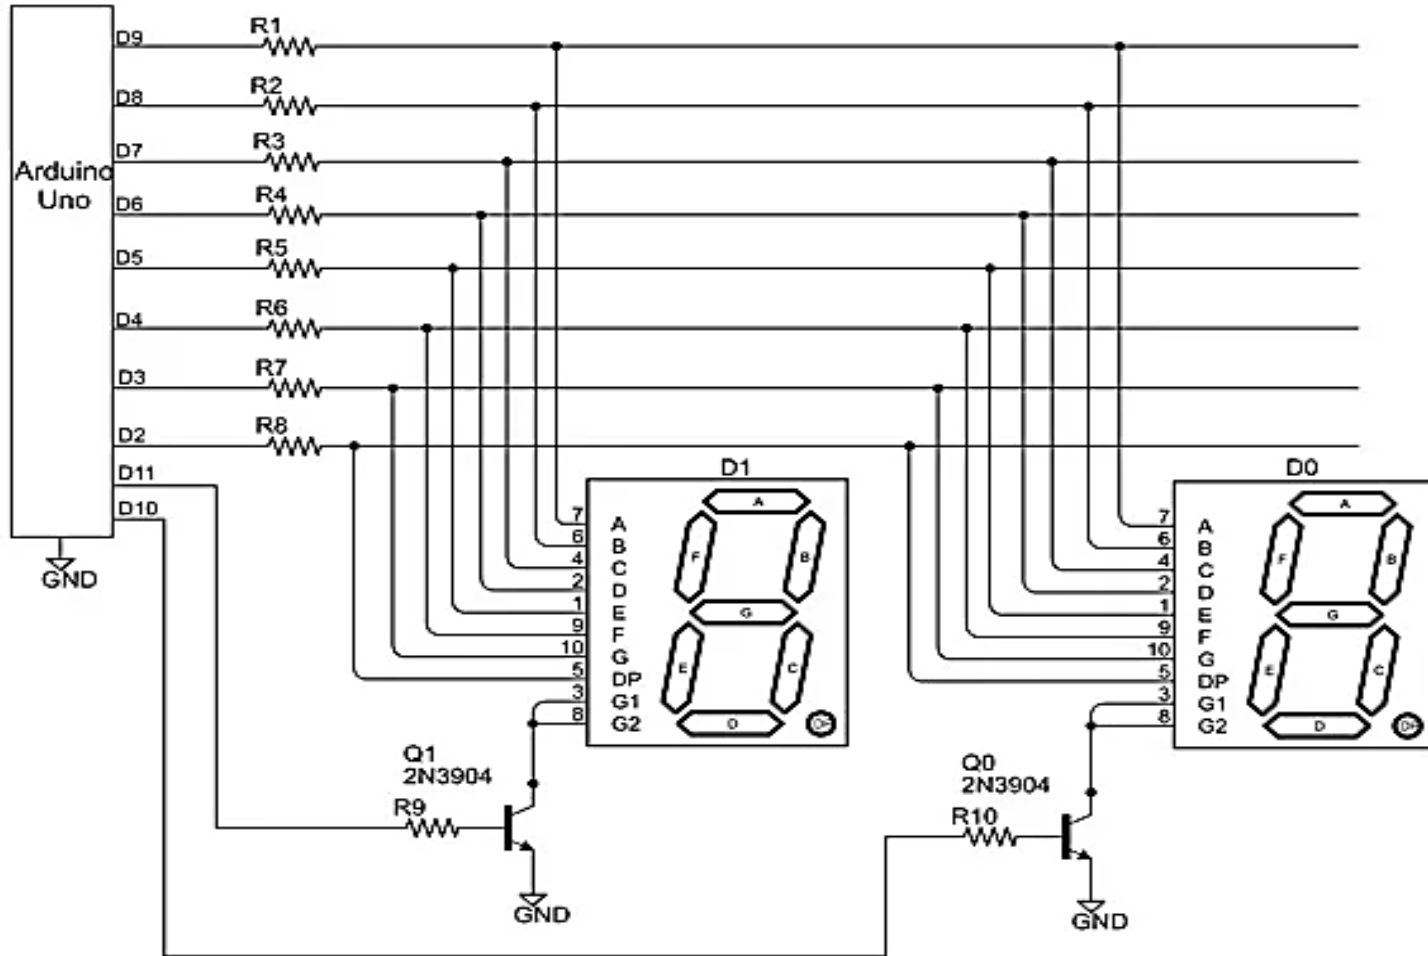 D9
R1
D8
R2
D7
R3
Arduino
Uno
D6
R4
D5
R5
D4
R6
D3
R7
D2
R8
D11
D10
GND
D1
7 A
6 B
4 C
2 D
1 E
9 F
10 G
5 DP
3 G1
8 G2
A
F
B
G
E
C
D
D0
7 A
6 B
4 C
2 D
1 E
9 F
10 G
5 DP
3 G1
8 G2
A
F
B
G
E
C
D
Q1
2N3904
R9
GND
Q0
2N3904
R10
GND